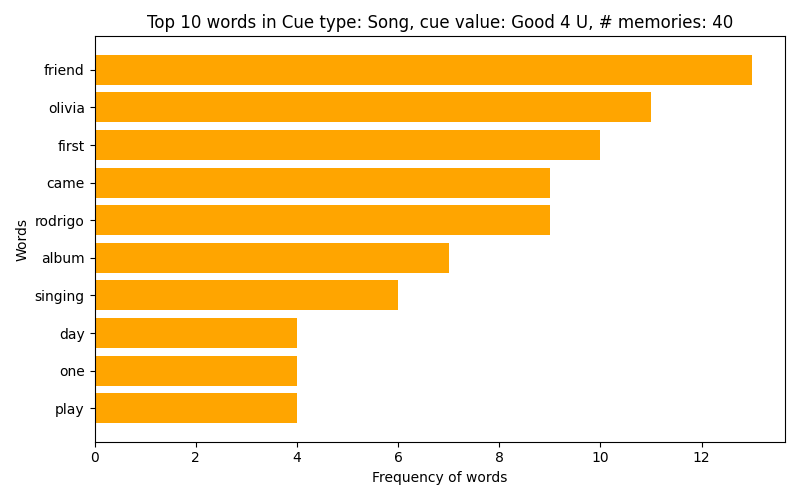 Top 10 words in Cue type: Song, cue value: Good 4 U, # memories: 40
Words
friend
olivia
first
came
rodrigo
album
singing
day
one
play
0 2 4 6 8 10 12
Frequency of words